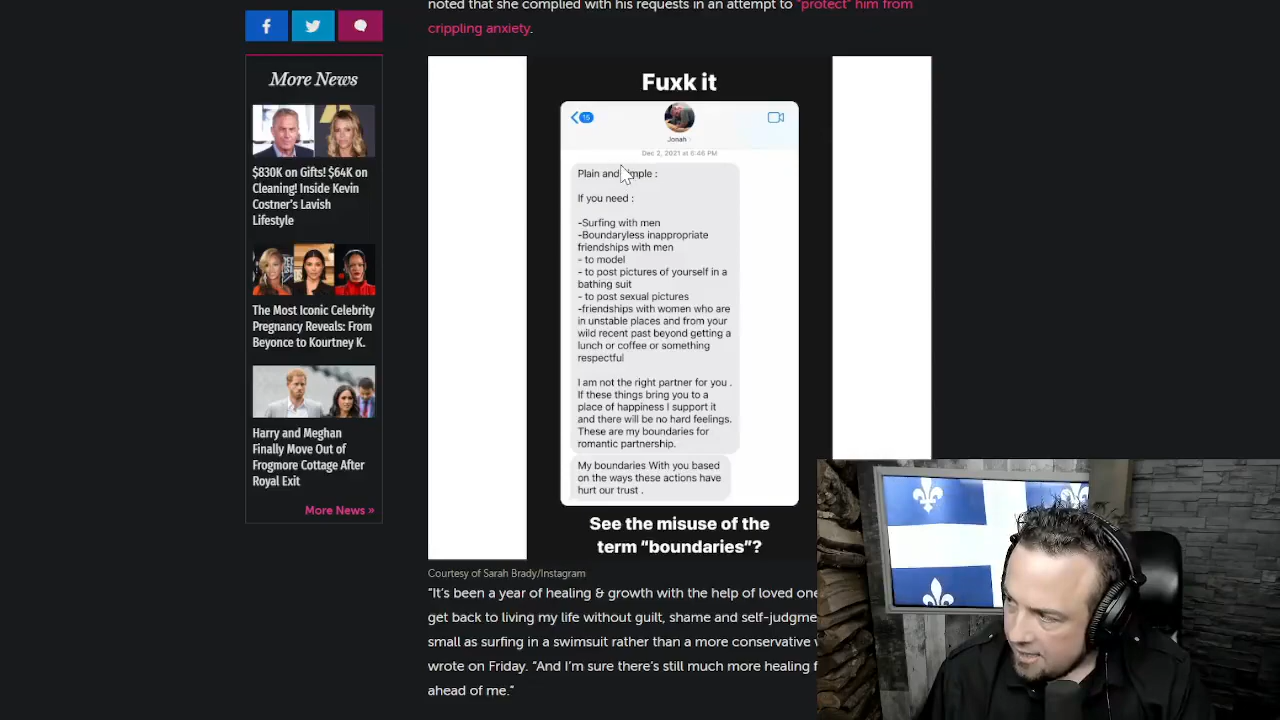 noted that she complied with his requests in an attempt to "protect" him from
crippling anxiety.
More News
$830K on Gifts! $64K on
Cleaning! Inside Kevin
Costner's Lavish
Lifestyle
The Most Iconic Celebrity
Pregnancy Reveals: From
Beyonce to Kourtney K.
Harry and Meghan
Finally Move Out of
Frogmore Cottage After
Royal Exit
More News »
Fuxk it
15
Jonah
Dec 2, 2021 at 6:46 PM
Plain and mple :
If you need :
-Surfing with men
-Boundaryless inappropriate
friendships with men
- to model
- to post pictures of yourself in a
bathing suit
- to post sexual pictures
-friendships with women who are
in unstable places and from your
wild recent past beyond getting a
lunch or coffee or something
respectful
I am not the right partner for you .
If these things bring you to a
place of happiness I support it
and there will be no hard feelings.
These are my boundaries for
romantic partnership.
My boundaries With you based
on the ways these actions have
hurt our trust .
See the misuse of the
term "boundaries"?
Courtesy of Sarah Brady/Instagram
"It's been a year of healing & growth with the help of loved one
get back to living my life without guilt, shame and self-judgme
small as surfing in a swimsuit rather than a more conservative
wrote on Friday. "And I'm sure there's still much more healing
ahead of me."